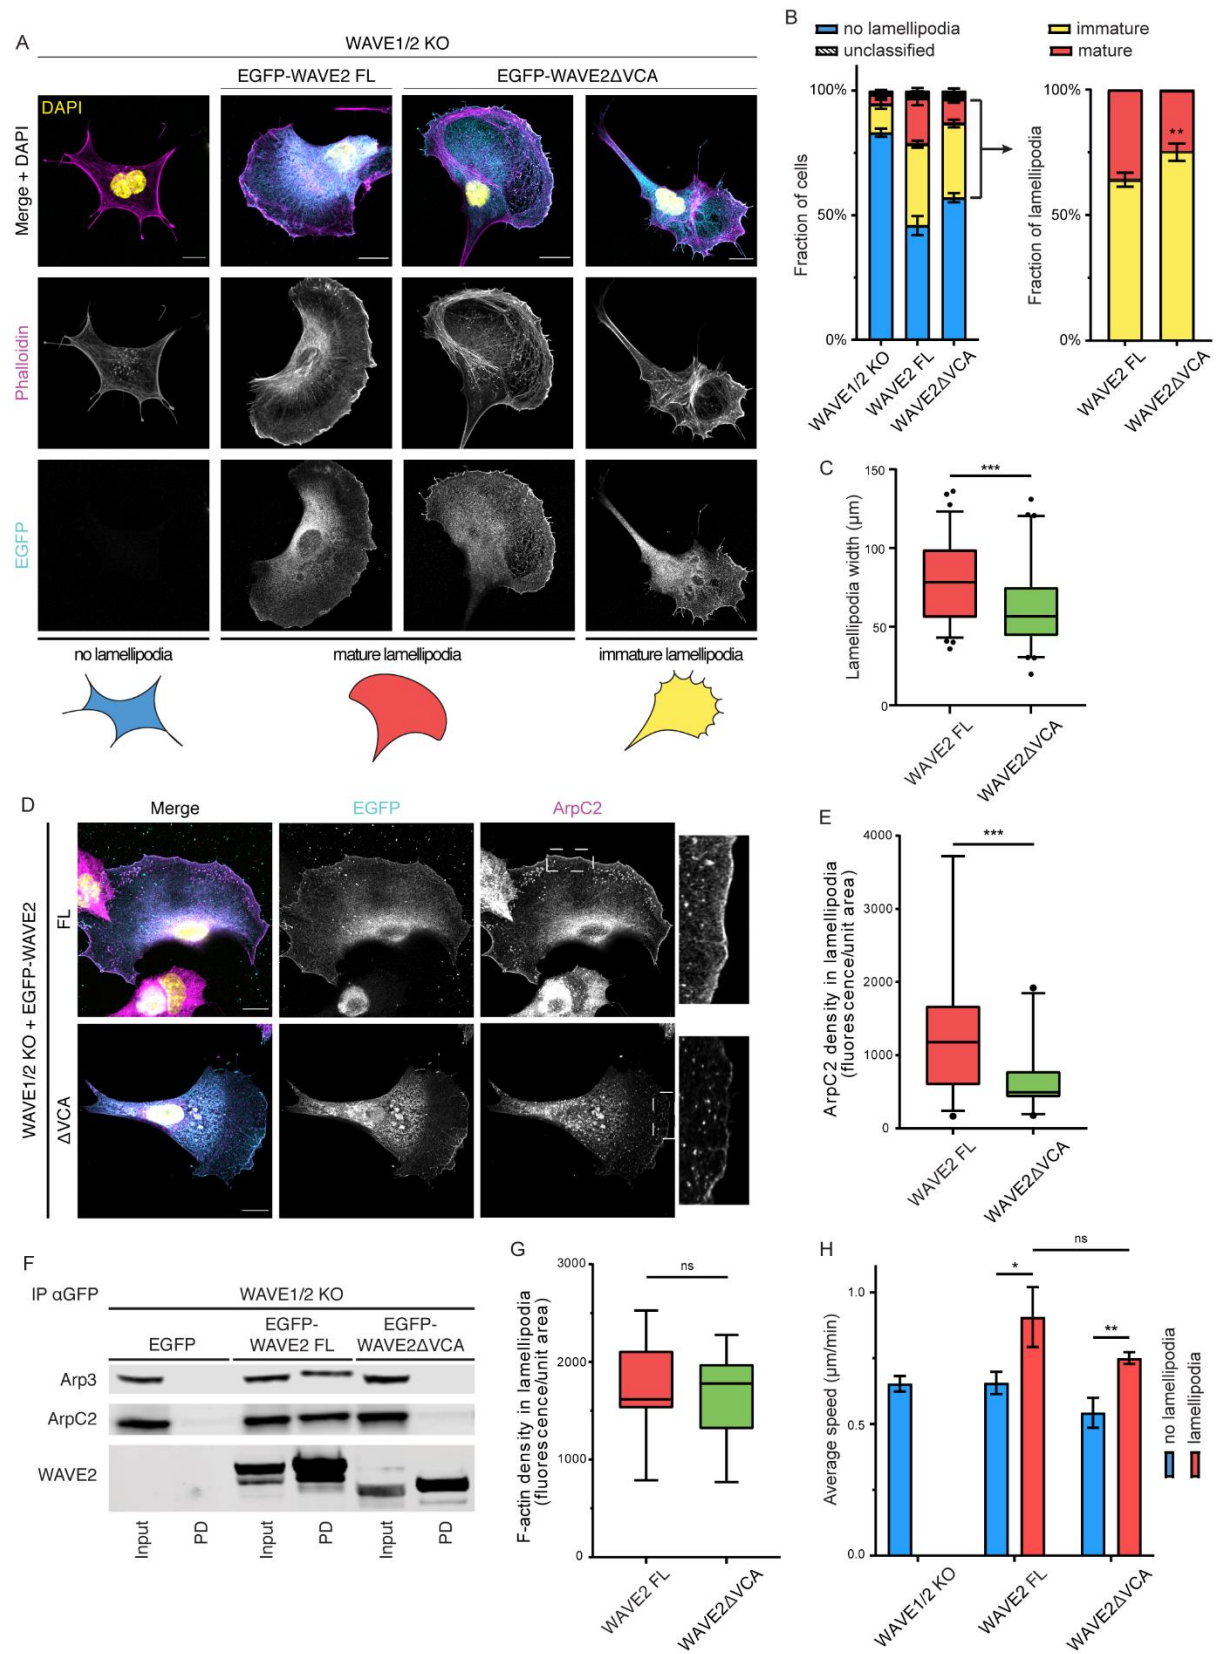 A
WAVE1/2 KO
EGFP-WAVE2 FL
EGFP-WAVE2ΔVCA
DAPI
Merge + DAPI
Phalloidin
EGFP
no lamellipodia
mature lamellipodia
immature lamellipodia
B
no lamellipodia
unclassified
immature
mature
100%
50%
0%
Fraction of cells
WAVE1/2 KO
WAVE2 FL
WAVE2ΔVCA
100%
50%
0%
Fraction of lamellipodia
**
WAVE2 FL
WAVE2ΔVCA
C
150
100
50
0
Lamellipodia width (μm)
***
WAVE2 FL
WAVE2ΔVCA
D
Merge
EGFP
ArpC2
WAVE1/2 KO + EGFP-WAVE2
FL
ΔVCA
E
4000
3000
2000
1000
0
ArpC2 density in lamellipodia
(fluorescence/unit area)
***
WAVE2 FL
WAVE2ΔVCA
F
IP αGFP
WAVE1/2 KO
EGFP
EGFP-
WAVE2 FL
EGFP-
WAVE2ΔVCA
Arp3
ArpC2
WAVE2
Input
PD
Input
PD
Input
PD
G
3000
2000
1000
0
F-actin density in lamellipodia
(fluorescence/unit area)
ns
WAVE2 FL
WAVE2ΔVCA
H
1.0
0.5
0.0
Average speed (μm/min)
ns
*
**
WAVE1/2 KO
WAVE2 FL
WAVE2ΔVCA
no lamellipodia
lamellipodia